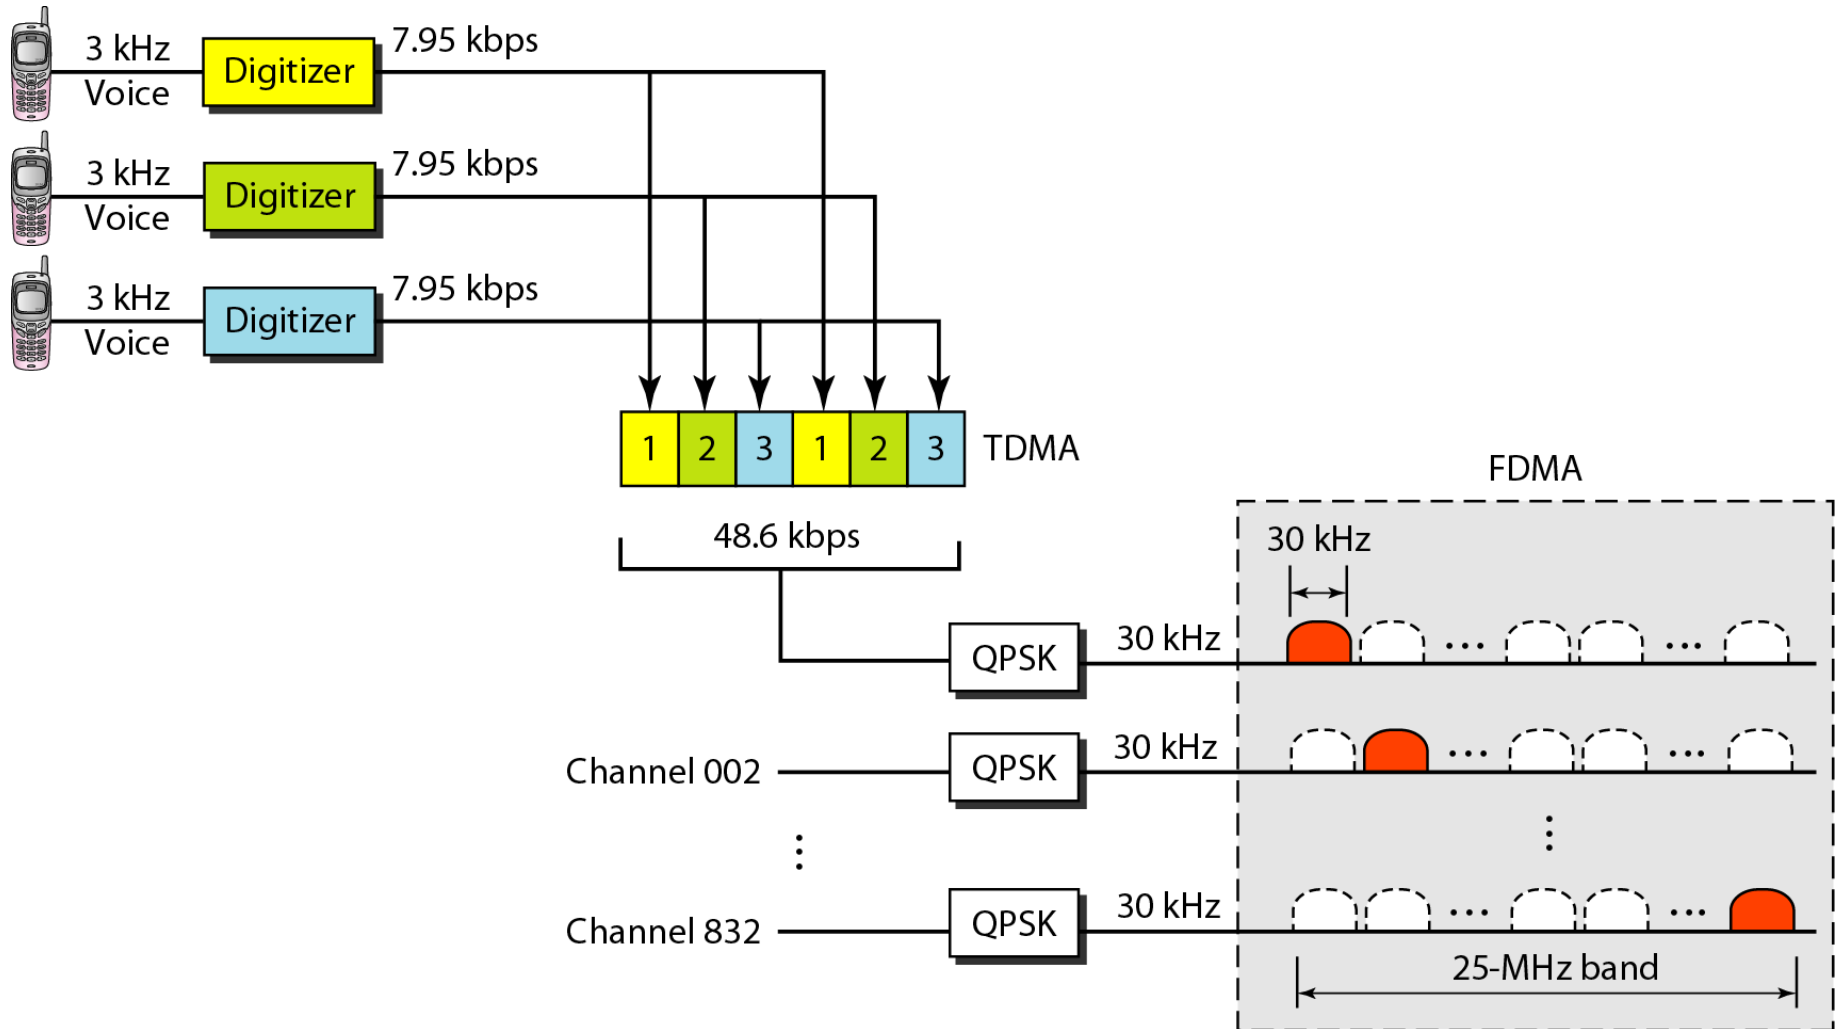 3 kHz
Voice
Digitizer
7.95 kbps
3 kHz
Voice
Digitizer
7.95 kbps
3 kHz
Voice
Digitizer
7.95 kbps
1 2 3 1 2 3 TDMA
48.6 kbps
FDMA
30 kHz
QPSK 30 kHz
...
...
Channel 002 QPSK 30 kHz
...
...
Channel 832 QPSK 30 kHz
...
...
25-MHz band